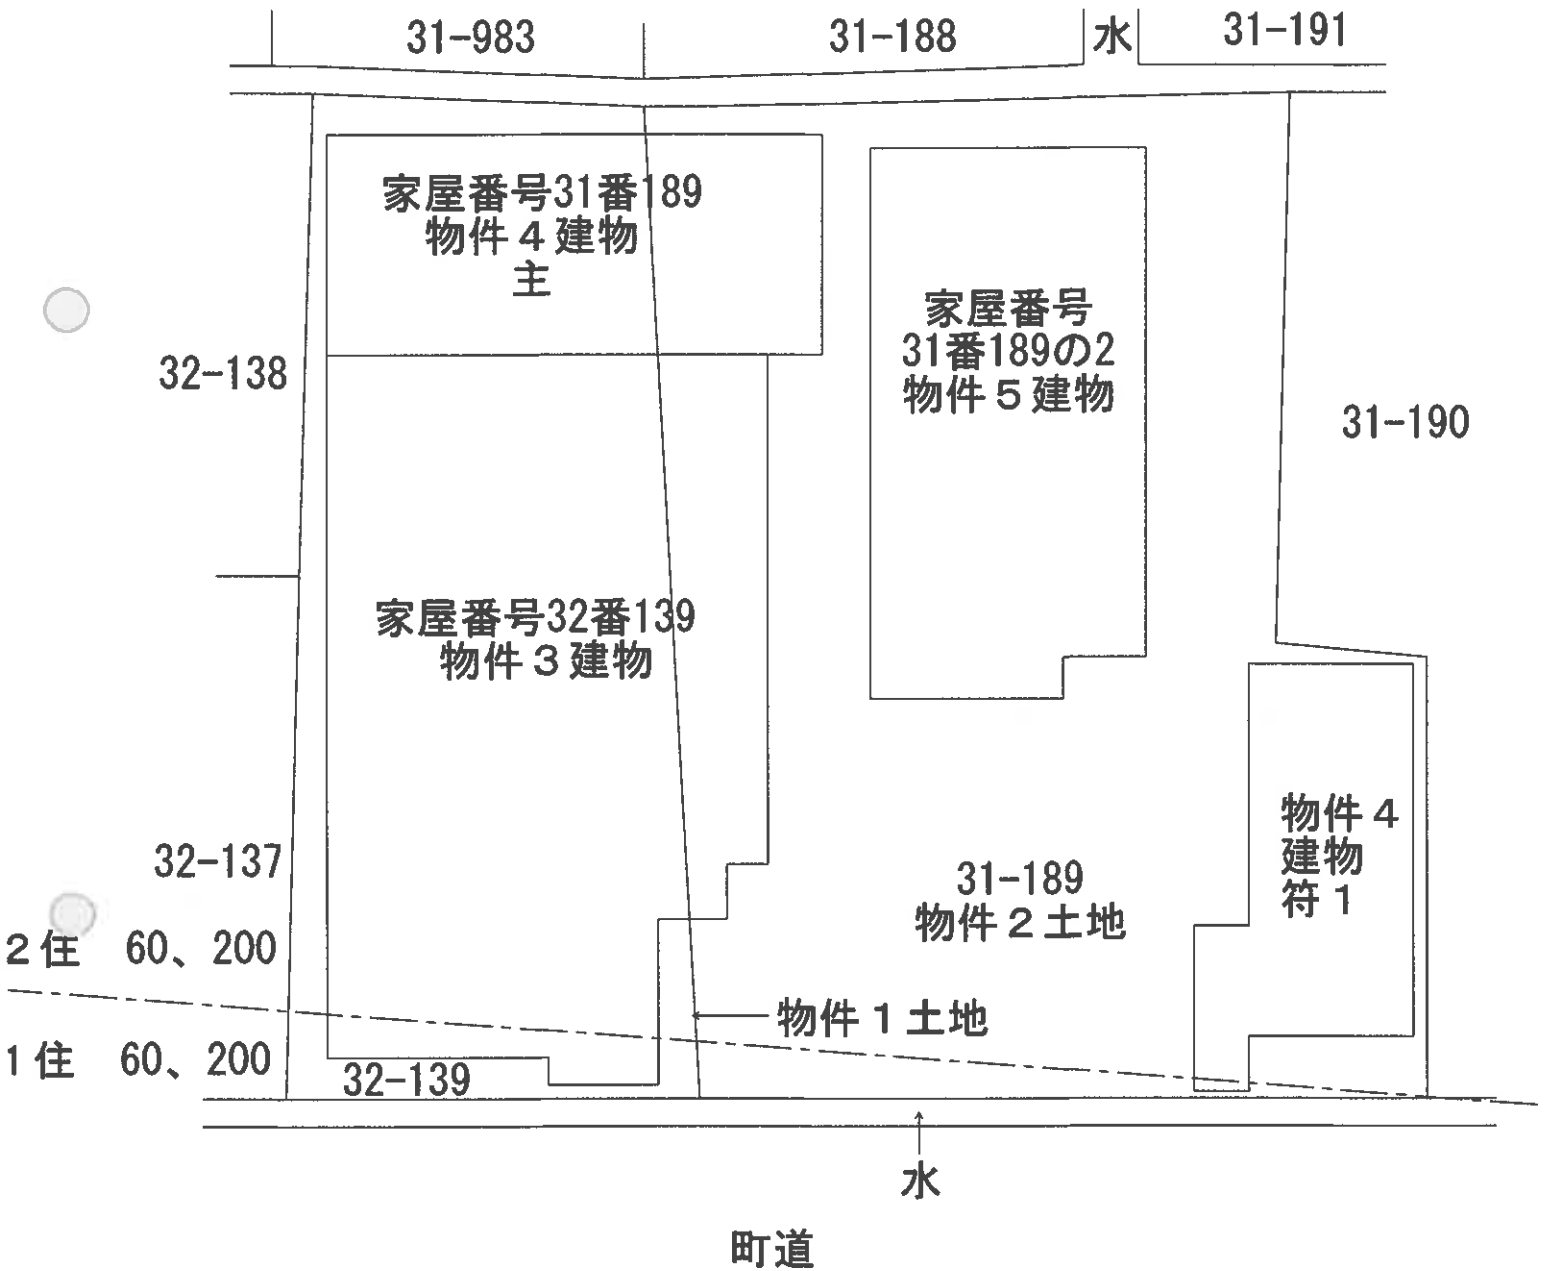 31-983
31-188
水
31-191
家屋番号31番189
物件4建物
主
家屋番号
31番189の2
物件5建物
32-138
31-190
家屋番号32番139
物件3建物
物件4
建物
符1
32-137
31-189
物件2土地
2住 60、200
物件1土地
1住 60、200
32-139
水
町道